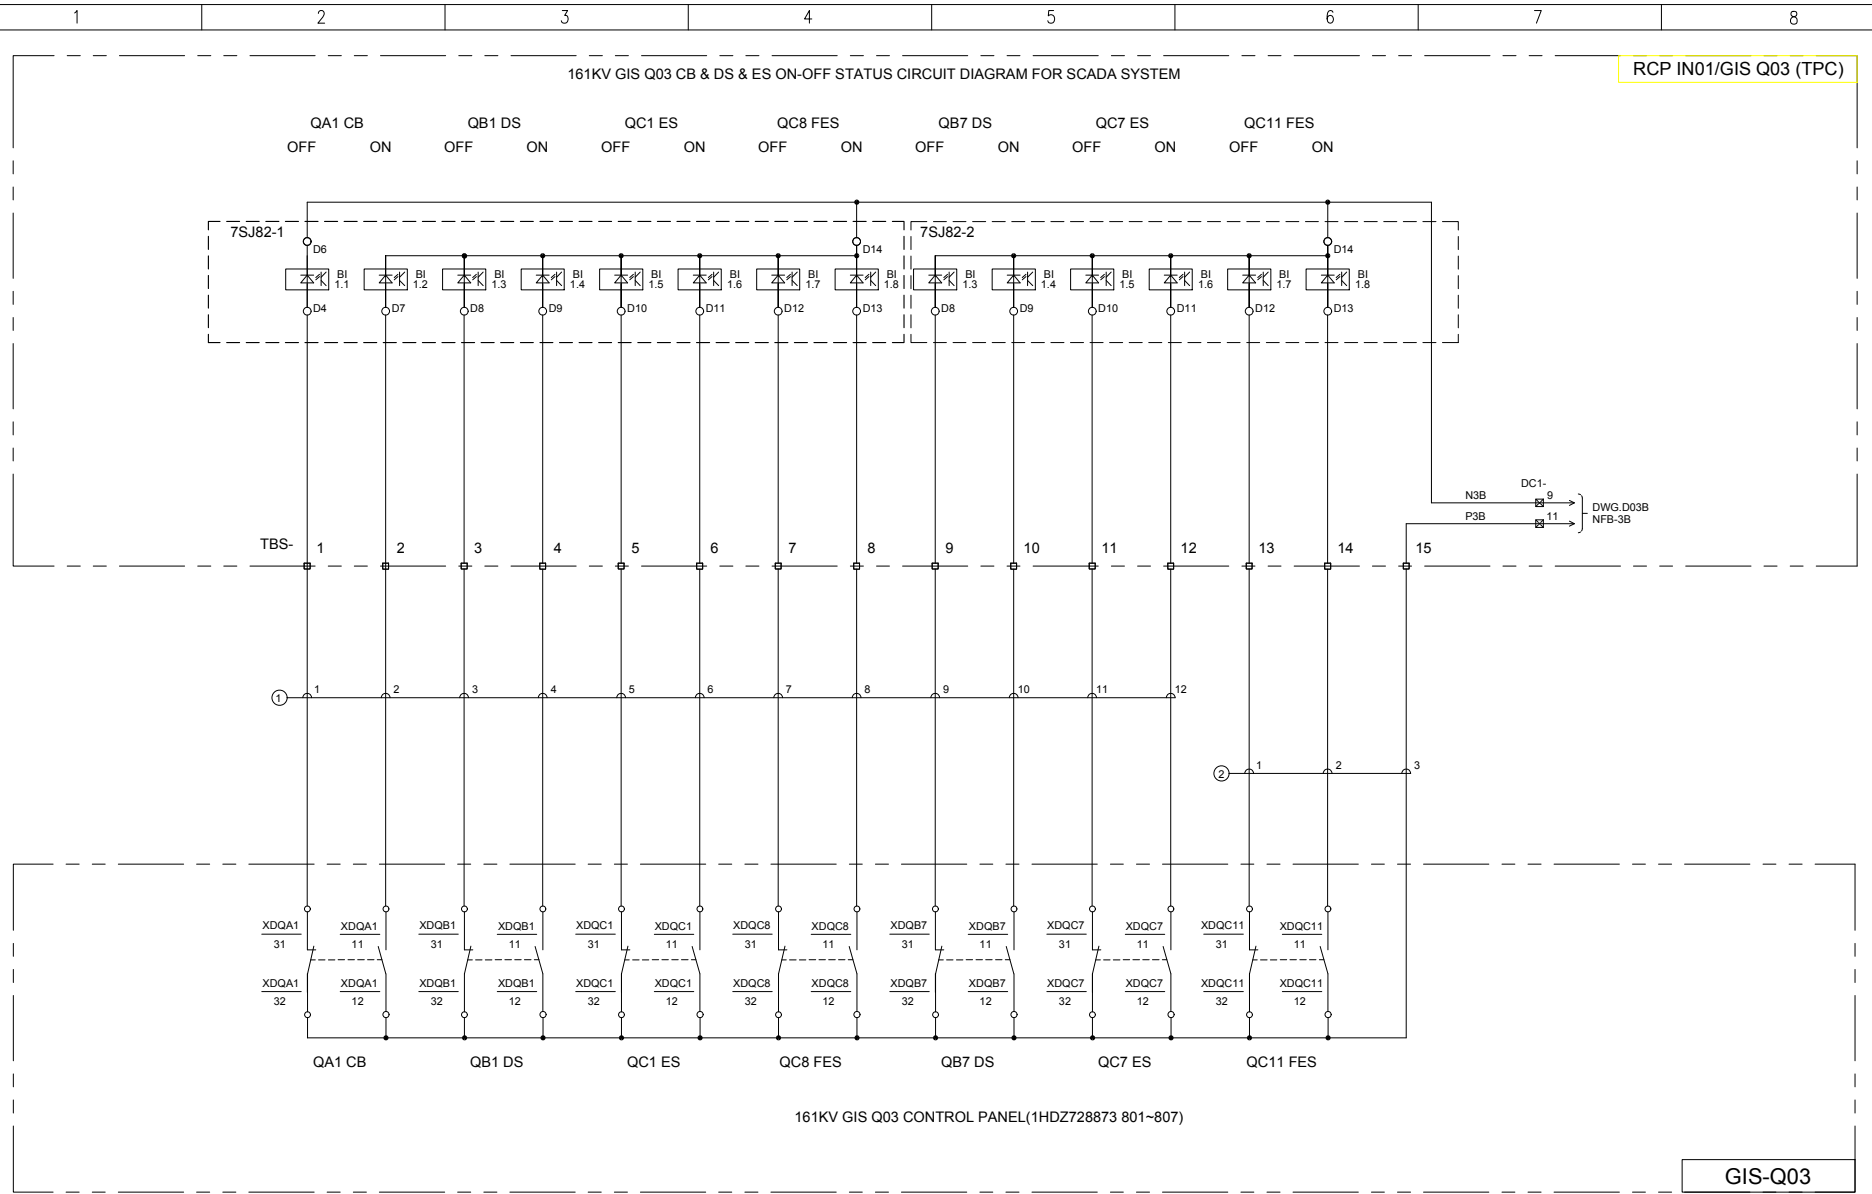 1 2 3 4 5 6 7 8
161KV GIS Q03 CB & DS & ES ON-OFF STATUS CIRCUIT DIAGRAM FOR SCADA SYSTEM
RCP IN01/GIS Q03 (TPC)
QA1 CB QB1 DS QC1 ES QC8 FES QB7 DS QC7 ES QC11 FES
OFF ON OFF ON OFF ON OFF ON OFF ON OFF ON OFF ON
7SJ82-1 7SJ82-2
D6 D14 D14
BI BI BI BI BI BI BI BI BI BI BI BI BI BI
1.1 1.2 1.3 1.4 1.5 1.6 1.7 1.8 1.3 1.4 1.5 1.6 1.7 1.8
D4 D7 D8 D9 D10 D11 D12 D13 D8 D9 D10 D11 D12 D13
DC1-
N3B 9
DWG.D03B
P3B 11
NFB-3B
TBS- 1 2 3 4 5 6 7 8 9 10 11 12 13 14 15
1 1 2 3 4 5 6 7 8 9 10 11 12
2 1 2 3
XDQA1 XDQA1 XDQB1 XDQB1 XDQC1 XDQC1 XDQC8 XDQC8 XDQB7 XDQB7 XDQC7 XDQC7 XDQC11 XDQC11
31 11 31 11 31 11 31 11 31 11 31 11 31 11
XDQA1 XDQA1 XDQB1 XDQB1 XDQC1 XDQC1 XDQC8 XDQC8 XDQB7 XDQB7 XDQC7 XDQC7 XDQC11 XDQC11
32 12 32 12 32 12 32 12 32 12 32 12 32 12
QA1 CB QB1 DS QC1 ES QC8 FES QB7 DS QC7 ES QC11 FES
161KV GIS Q03 CONTROL PANEL(1HDZ728873 801~807)
GIS-Q03